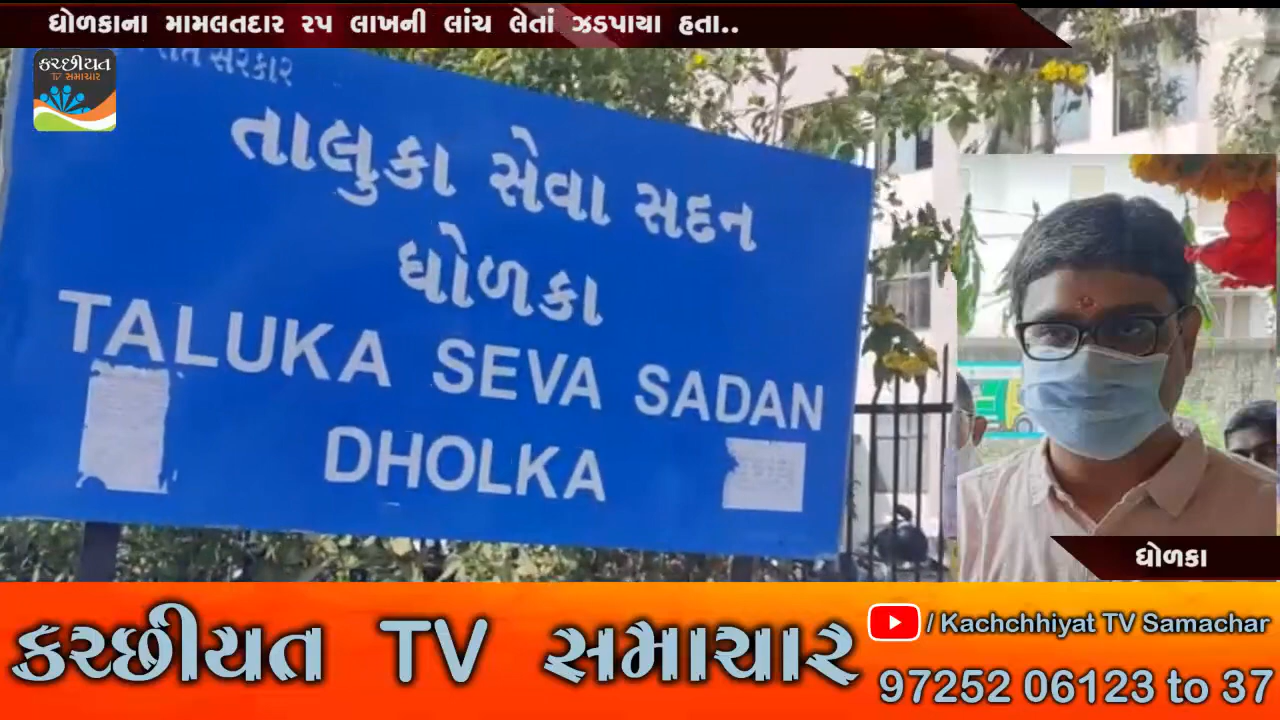 ધોળકાના મામલતદાર ૨૫ લાખની લાંચ લેતાં ઝડપાયા હતા..
કચ્છીયત
TV સમાચાર
સરકાર
તાલુકા સેવા સદન
ધોળકા
TALUKA SEVA SADAN
DHOLKA
ધોળકા
કચ્છીયત TV સમાચાર
/ Kachchhiyat TV Samachar
97252 06123 to 37